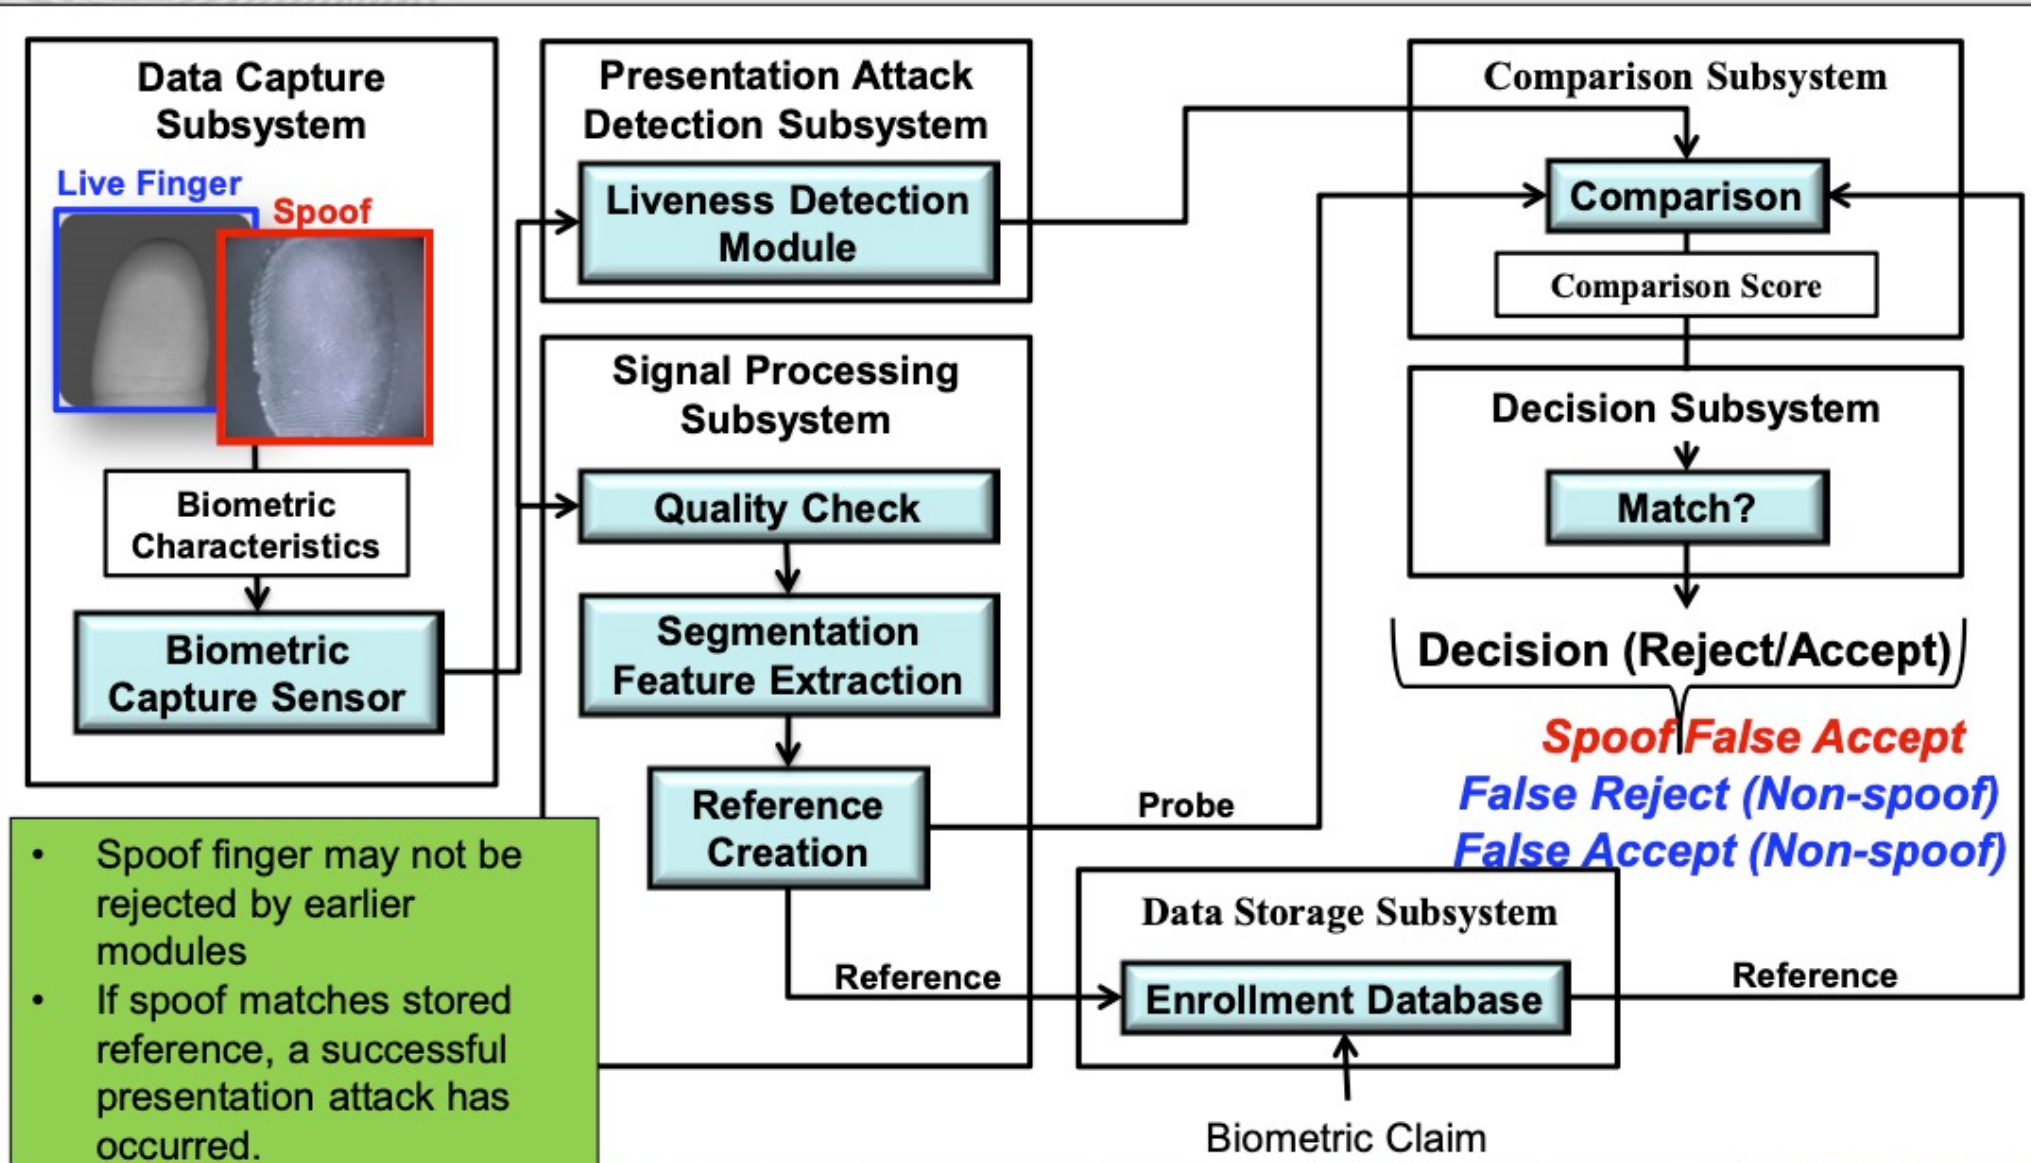 Data Capture
Subsystem
Live Finger
Spoof
Biometric
Characteristics
Biometric
Capture Sensor
Presentation Attack
Detection Subsystem
Liveness Detection
Module
Signal Processing
Subsystem
Quality Check
Segmentation
Feature Extraction
Reference
Creation
Probe
Reference
Comparison Subsystem
Comparison
Comparison Score
Decision Subsystem
Match?
Decision (Reject/Accept)
Spoof False Accept
False Reject (Non-spoof)
False Accept (Non-spoof)
Data Storage Subsystem
Enrollment Database
Reference
Biometric Claim
• Spoof finger may not be
rejected by earlier
modules
• If spoof matches stored
reference, a successful
presentation attack has
occurred.